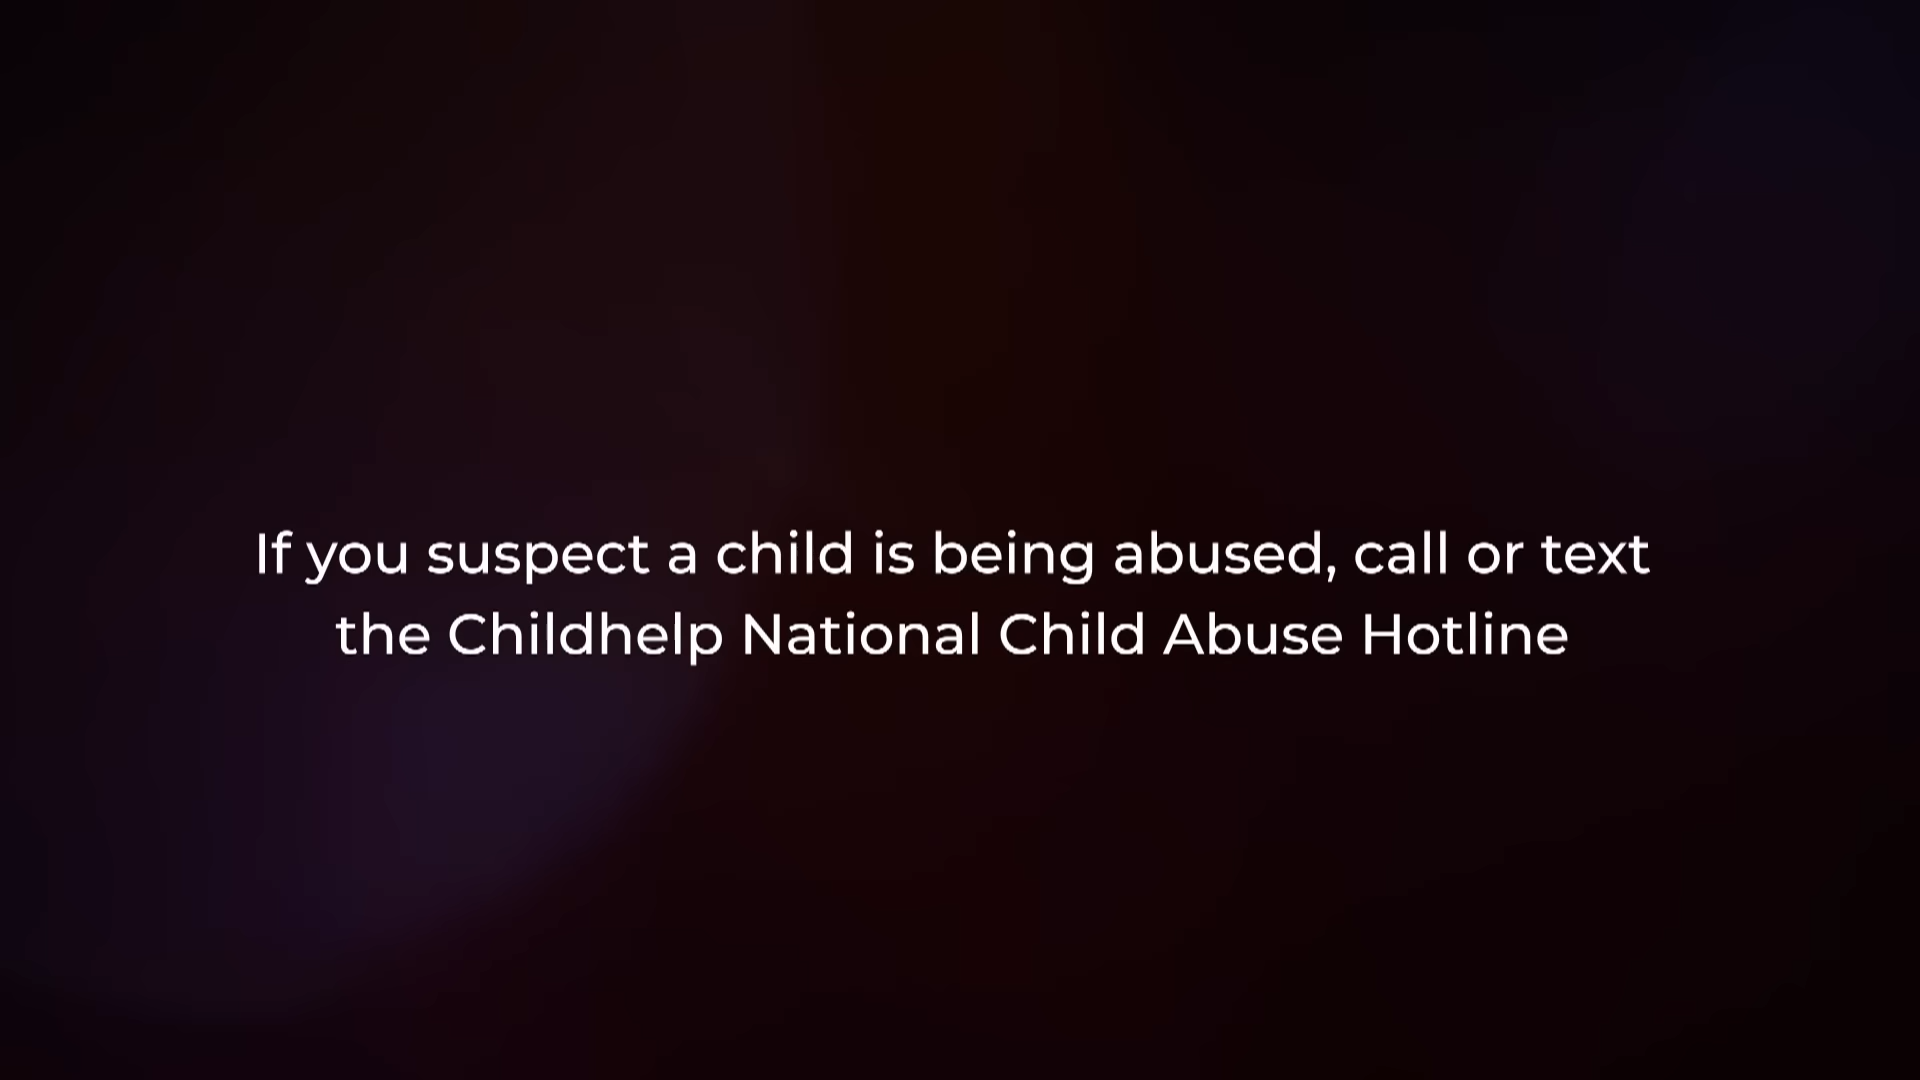 If you suspect a child is being abused, call or text
the Childhelp National Child Abuse Hotline